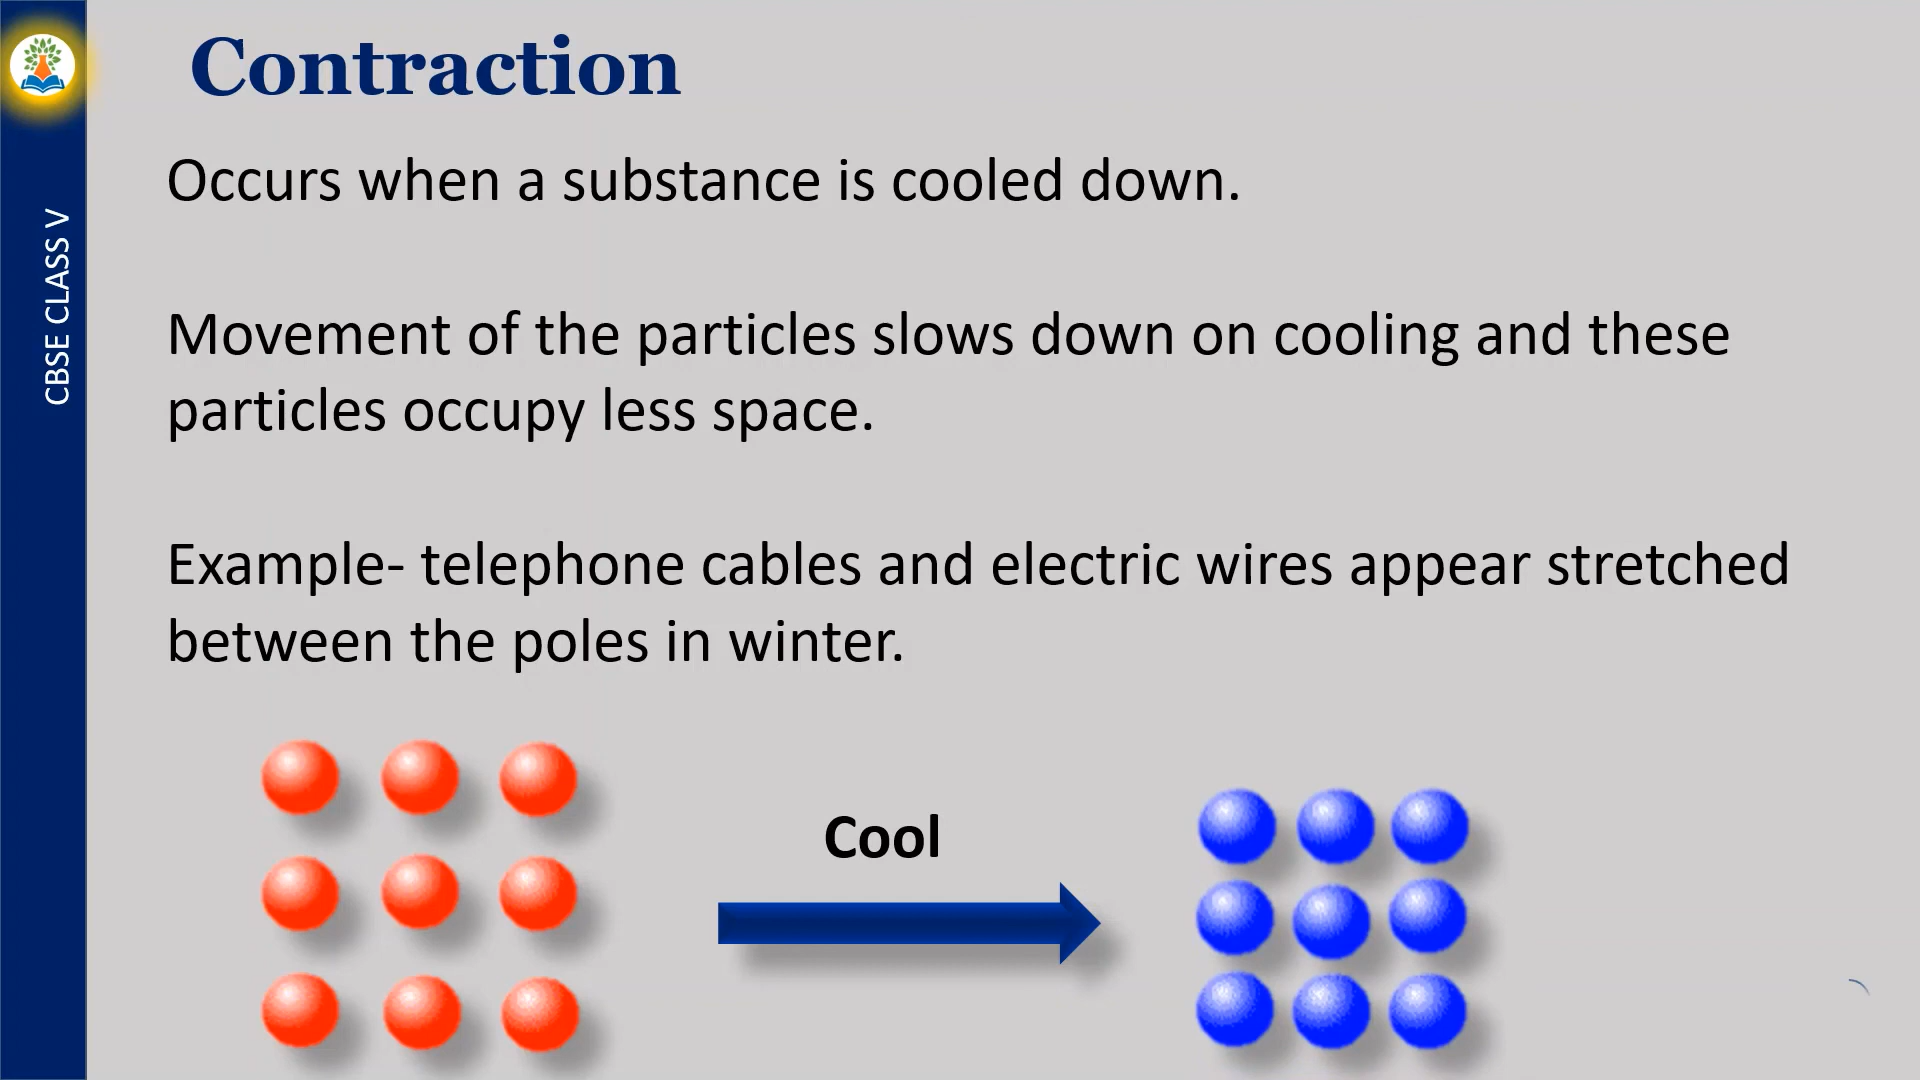 Contraction
Occurs when a substance is cooled down.
Movement of the particles slows down on cooling and these
particles occupy less space.
Example- telephone cables and electric wires appear stretched
between the poles in winter.
Cool
CBSE CLASS V